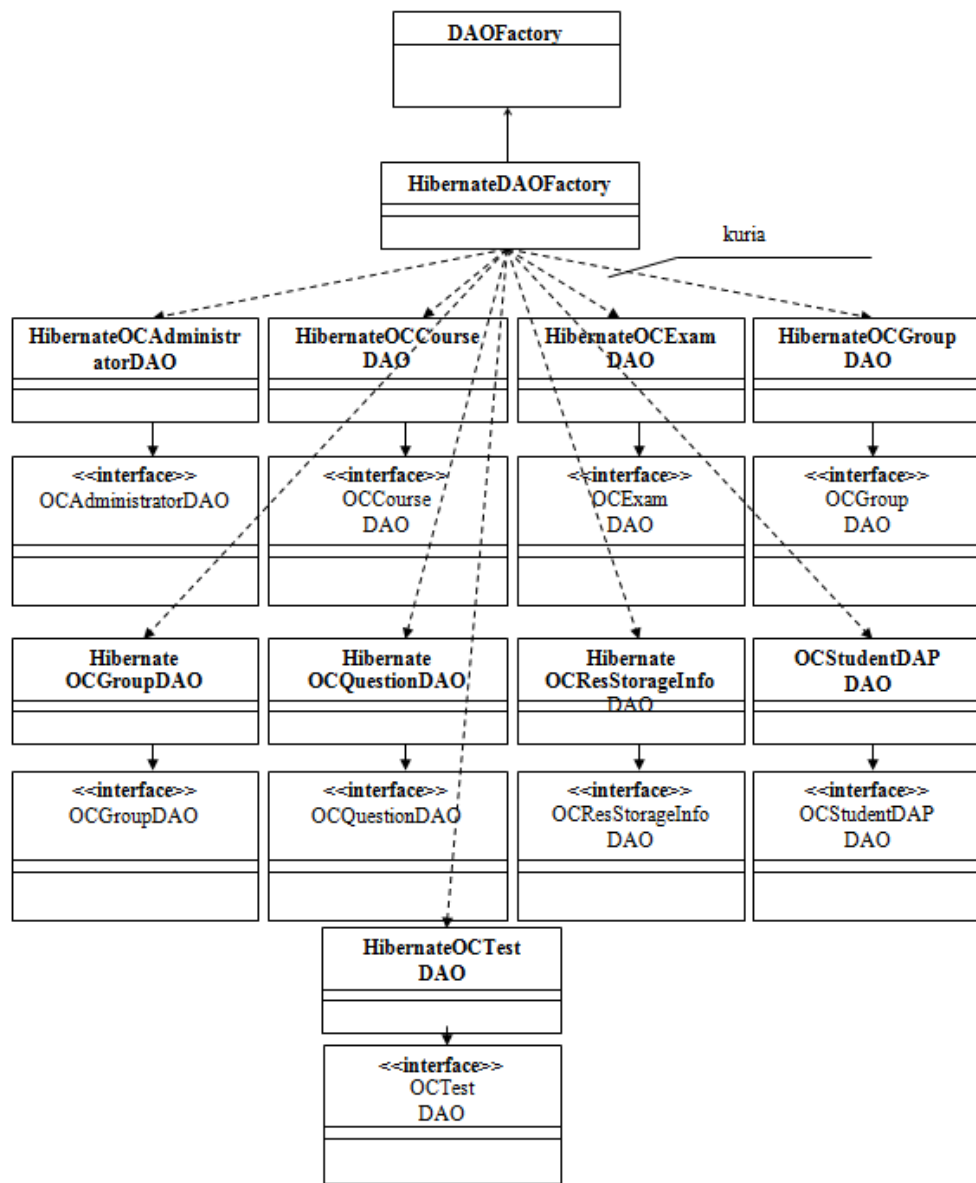 DAOFactory
HibernateDAOFactory
kuria
HibernateOCAdministr
atorDAO
HibernateOCCourse
DAO
HibernateOCExam
DAO
HibernateOCGroup
DAO
<<interface>>
OCAdministratorDAO
<<interface>>
OCCourse
DAO
<<interface>>
OCExam
DAO
<<interface>>
OCGroup
DAO
Hibernate
OCGroupDAO
Hibernate
OCQuestionDAO
Hibernate
OCResStorageInfo
DAO
OCStudentDAP
DAO
<<interface>>
OCGroupDAO
<<interface>>
OCQuestionDAO
<<interface>>
OCResStorageInfo
DAO
<<interface>>
OCStudentDAP
DAO
HibernateOCTest
DAO
<<interface>>
OCTest
DAO